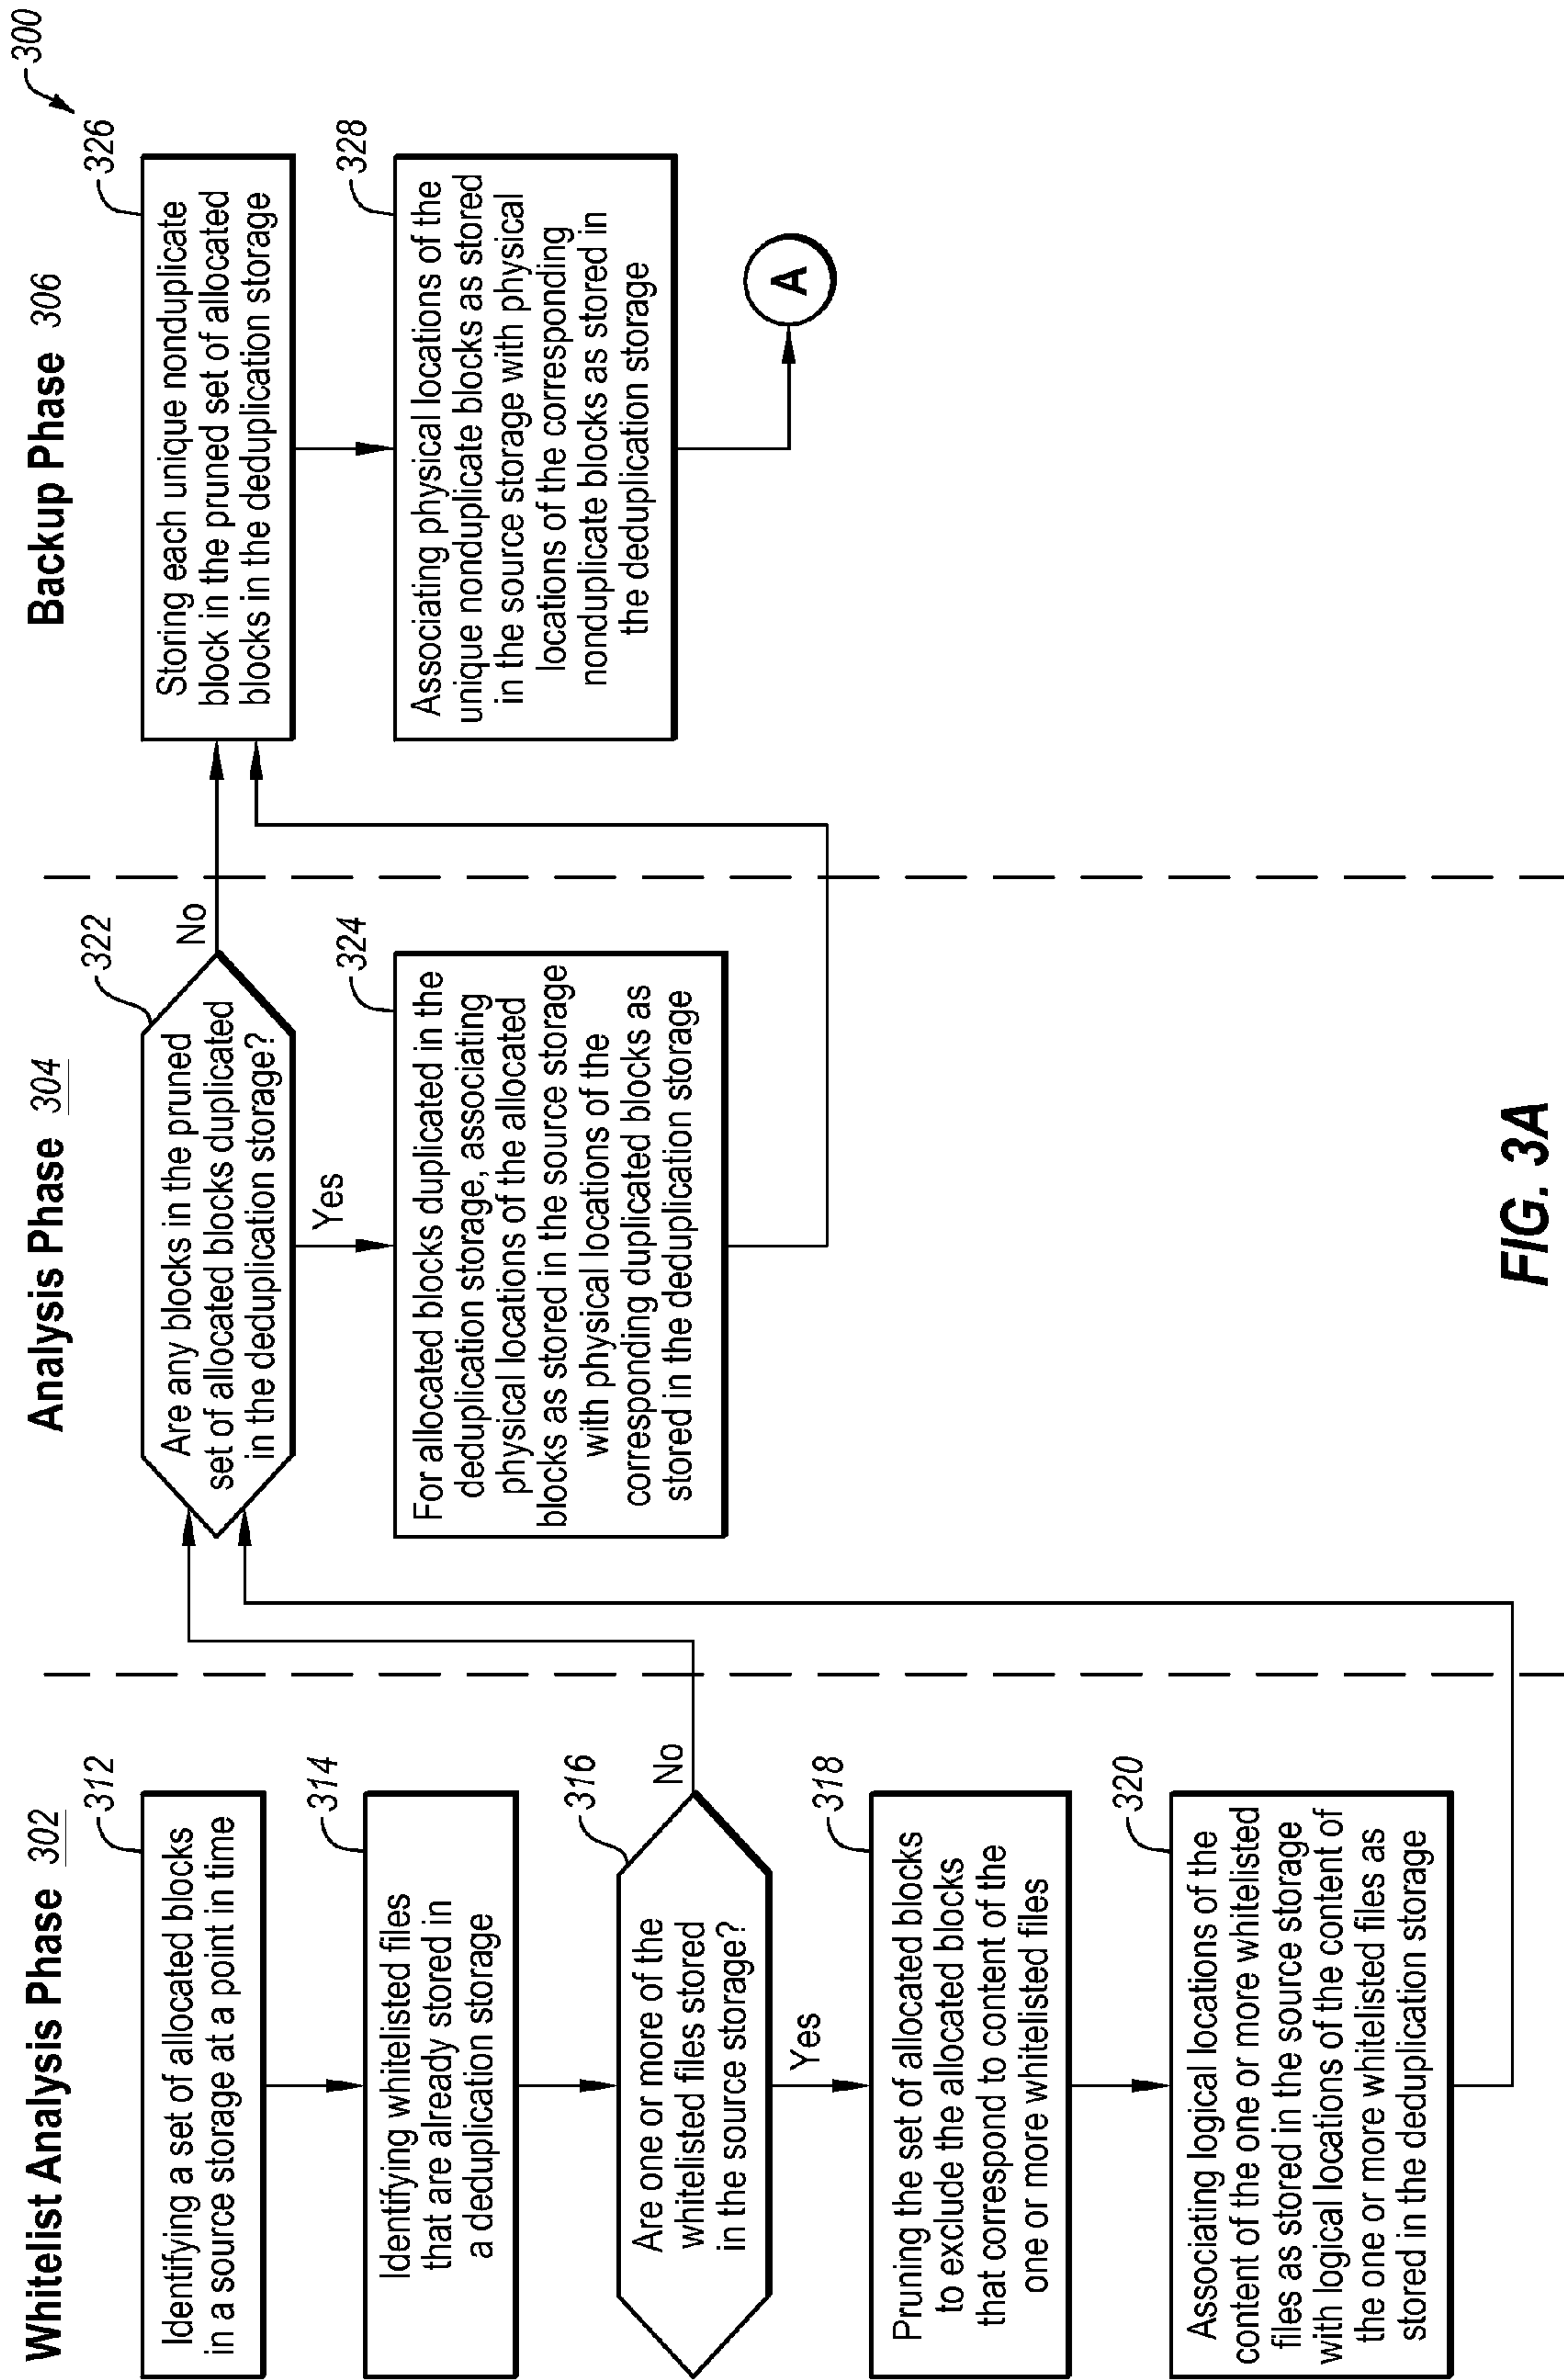 300
Whitelist Analysis Phase 302
312
Identifying a set of allocated blocks
in a source storage at a point in time
314
Identifying whitelisted files
that are already stored in
a deduplication storage
316
Are one or more of the
whitelisted files stored
in the source storage?
No
Yes
318
Pruning the set of allocated blocks
to exclude the allocated blocks
that correspond to content of the
one or more whitelisted files
320
Associating logical locations of the
content of the one or more whitelisted
files as stored in the source storage
with logical locations of the content of
the one or more whitelisted files as
stored in the deduplication storage
Analysis Phase 304
322
Are any blocks in the pruned
set of allocated blocks duplicated
in the deduplication storage?
No
Yes
324
For allocated blocks duplicated in the
deduplication storage, associating
physical locations of the allocated
blocks as stored in the source storage
with physical locations of the
corresponding duplicated blocks as
stored in the deduplication storage
Backup Phase 306
326
Storing each unique nonduplicate
block in the pruned set of allocated
blocks in the deduplication storage
328
Associating physical locations of the
unique nonduplicate blocks as stored
in the source storage with physical
locations of the corresponding
nonduplicate blocks as stored in
the deduplication storage
A
FIG. 3A